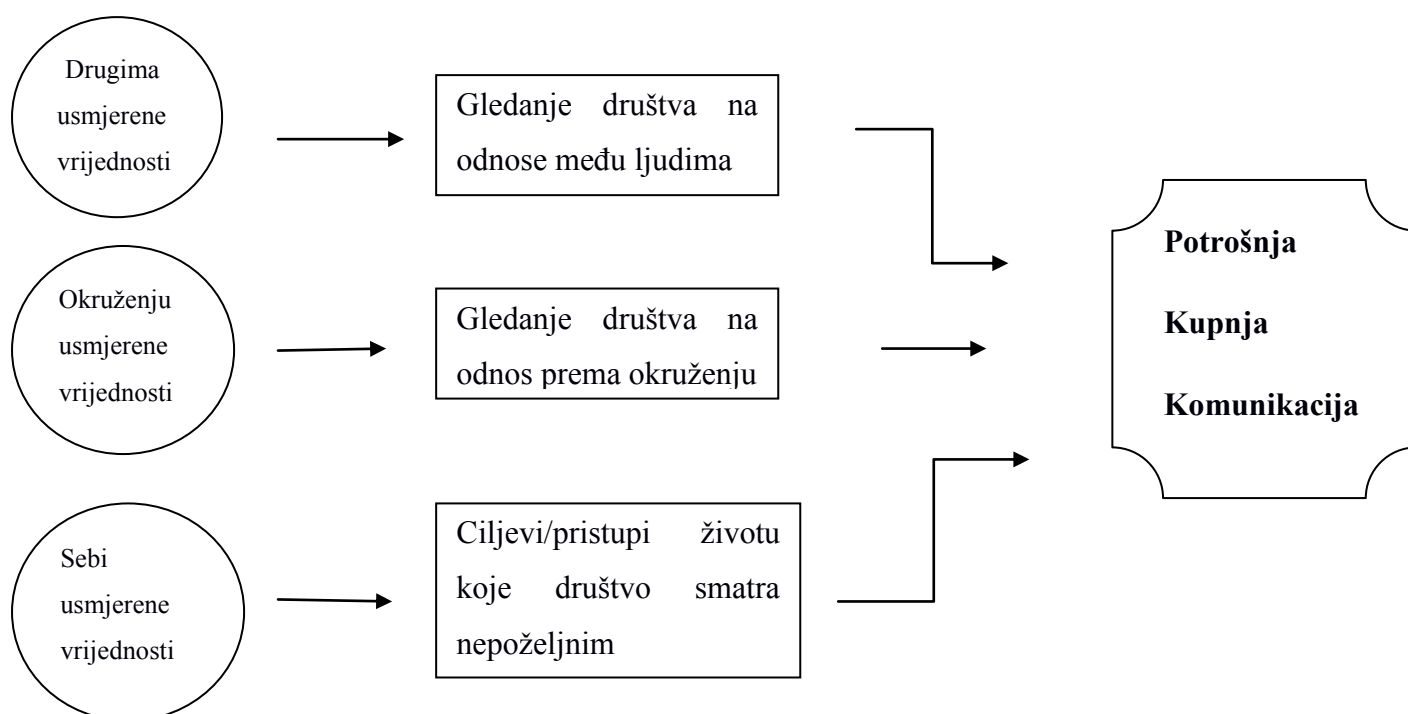 Drugima
usmjerene
vrijednosti
Gledanje društva na
odnose među ljudima
Okruženju
usmjerene
vrijednosti
Gledanje društva na
odnos prema okruženju
Sebi
usmjerene
vrijednosti
Ciljevi/pristupi životu
koje društvo smatra
nepoželjnim
Potrošnja
Kupnja
Komunikacija